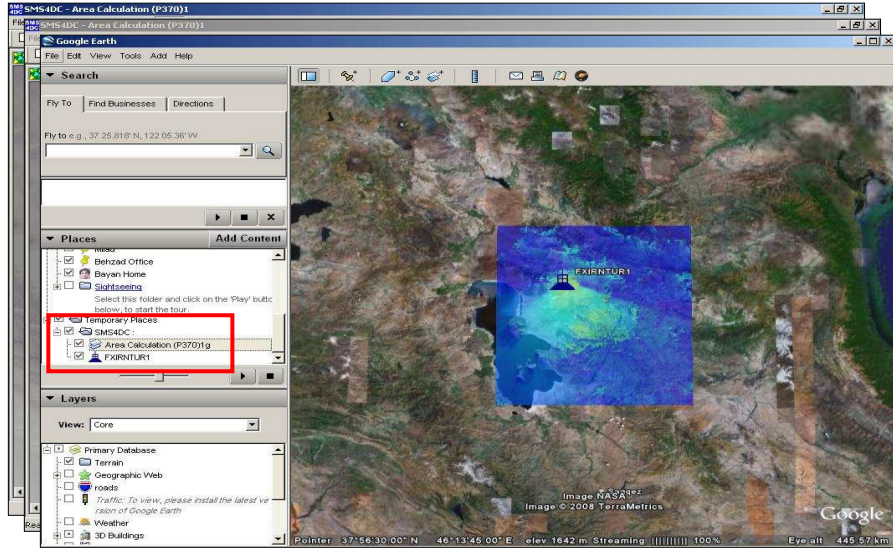 SMS4DC - Area Calculation (P370)1
SMS4DC - Area Calculation (P370)1
Google Earth
File Edit View Tools Add Help
Search
Fly To Find Businesses Directions
Fly to e.g., 37 25.818' N, 122 05.36' W
Places Add Content
Behzad Office
Bayan Home
Sightseeing
Select this folder and click on the 'Play' butto
below, to start the tour.
Temporary Places
SMS4DC :
Area Calculation (P370)1g
FXIRNTUR1
Layers
View: Core
Primary Database
Terrain
Geographic Web
roads
Traffic: To view, please install the latest ve
rsion of Google Earth
Weather
3D Buildings
FXIRNTUR1
Image NASA
Image © 2008 TerraMetrics
Google
Pointer 37°56'30.00" N 46°13'45.00" E elev 1642 m Streaming |||||||||| 100% Eye alt 445.57 km